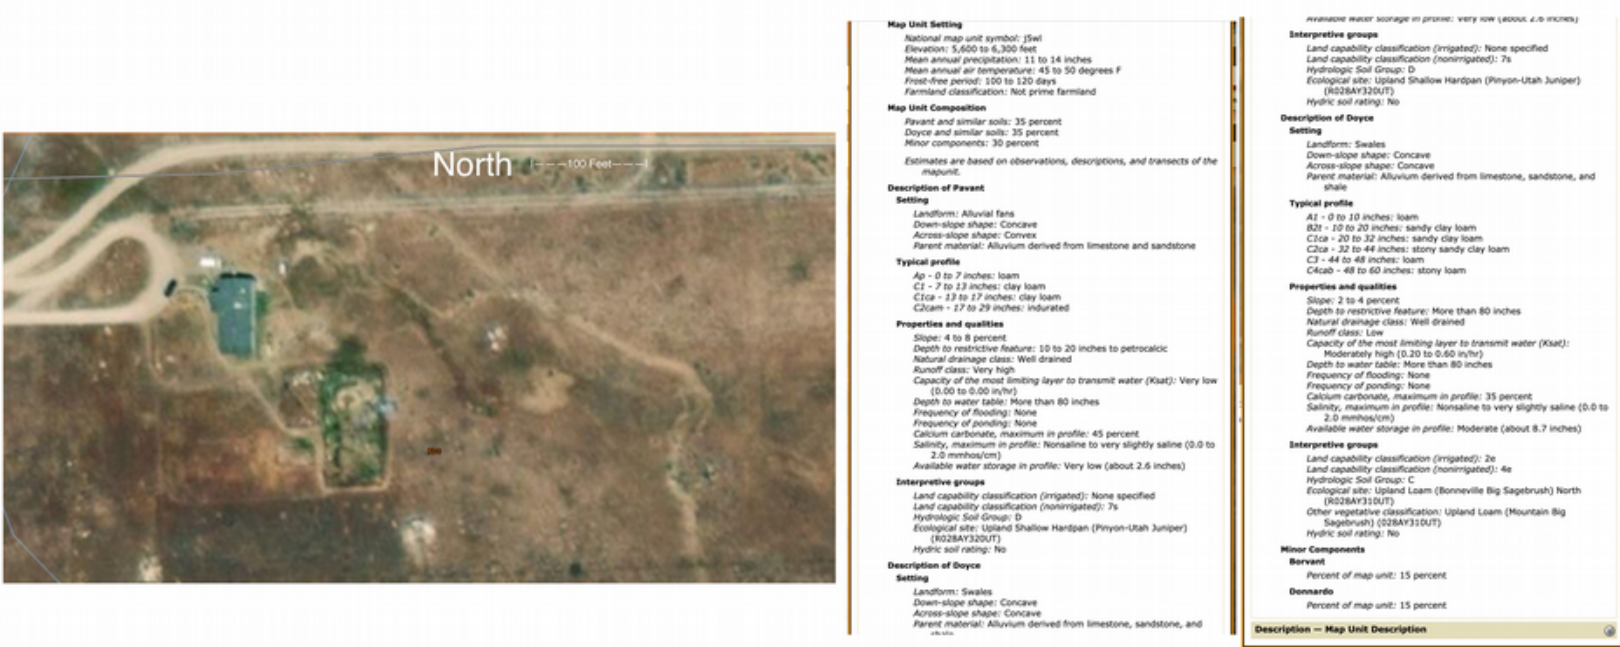 North |---100 Feet----|
Map Unit Setting
National map unit symbol: j5wl
Elevation: 5,600 to 6,300 feet
Mean annual precipitation: 11 to 14 inches
Mean annual air temperature: 45 to 50 degrees F
Frost-free period: 100 to 120 days
Farmland classification: Not prime farmland
Map Unit Composition
Pavant and similar soils: 35 percent
Doyce and similar soils: 35 percent
Minor components: 30 percent
Estimates are based on observations, descriptions, and transects of the
mapunit.
Description of Pavant
Setting
Landform: Alluvial fans
Down-slope shape: Concave
Across-slope shape: Convex
Parent material: Alluvium derived from limestone and sandstone
Typical profile
Ap - 0 to 7 inches: loam
C1 - 7 to 13 inches: clay loam
C1ca - 13 to 17 inches: clay loam
C2cam - 17 to 29 inches: indurated
Properties and qualities
Slope: 4 to 8 percent
Depth to restrictive feature: 10 to 20 inches to petrocalcic
Natural drainage class: Well drained
Runoff class: Very high
Capacity of the most limiting layer to transmit water (Ksat): Very low
(0.00 to 0.00 in/hr)
Depth to water table: More than 80 inches
Frequency of flooding: None
Frequency of ponding: None
Calcium carbonate, maximum in profile: 45 percent
Salinity, maximum in profile: Nonsaline to very slightly saline (0.0 to
2.0 mmhos/cm)
Available water storage in profile: Very low (about 2.6 inches)
Interpretive groups
Land capability classification (irrigated): None specified
Land capability classification (nonirrigated): 7s
Hydrologic Soil Group: D
Ecological site: Upland Shallow Hardpan (Pinyon-Utah Juniper)
(R028AY320UT)
Hydric soil rating: No
Description of Doyce
Setting
Landform: Swales
Down-slope shape: Concave
Across-slope shape: Concave
Parent material: Alluvium derived from limestone, sandstone, and
shale
Available water storage in profile: Very low (about 2.6 inches)
Interpretive groups
Land capability classification (irrigated): None specified
Land capability classification (nonirrigated): 7s
Hydrologic Soil Group: D
Ecological site: Upland Shallow Hardpan (Pinyon-Utah Juniper)
(R028AY320UT)
Hydric soil rating: No
Description of Doyce
Setting
Landform: Swales
Down-slope shape: Concave
Across-slope shape: Concave
Parent material: Alluvium derived from limestone, sandstone, and
shale
Typical profile
A1 - 0 to 10 inches: loam
B2t - 10 to 20 inches: sandy clay loam
C1ca - 20 to 32 inches: sandy clay loam
C2ca - 32 to 44 inches: stony sandy clay loam
C3 - 44 to 48 inches: loam
C4cab - 48 to 60 inches: stony loam
Properties and qualities
Slope: 2 to 4 percent
Depth to restrictive feature: More than 80 inches
Natural drainage class: Well drained
Runoff class: Low
Capacity of the most limiting layer to transmit water (Ksat):
Moderately high (0.20 to 0.60 in/hr)
Depth to water table: More than 80 inches
Frequency of flooding: None
Frequency of ponding: None
Calcium carbonate, maximum in profile: 35 percent
Salinity, maximum in profile: Nonsaline to very slightly saline (0.0 to
2.0 mmhos/cm)
Available water storage in profile: Moderate (about 8.7 inches)
Interpretive groups
Land capability classification (irrigated): 2e
Land capability classification (nonirrigated): 4e
Hydrologic Soil Group: C
Ecological site: Upland Loam (Bonneville Big Sagebrush) North
(R028AY310UT)
Other vegetative classification: Upland Loam (Mountain Big
Sagebrush) (028AY310UT)
Hydric soil rating: No
Minor Components
Borvant
Percent of map unit: 15 percent
Donnardo
Percent of map unit: 15 percent
Description — Map Unit Description